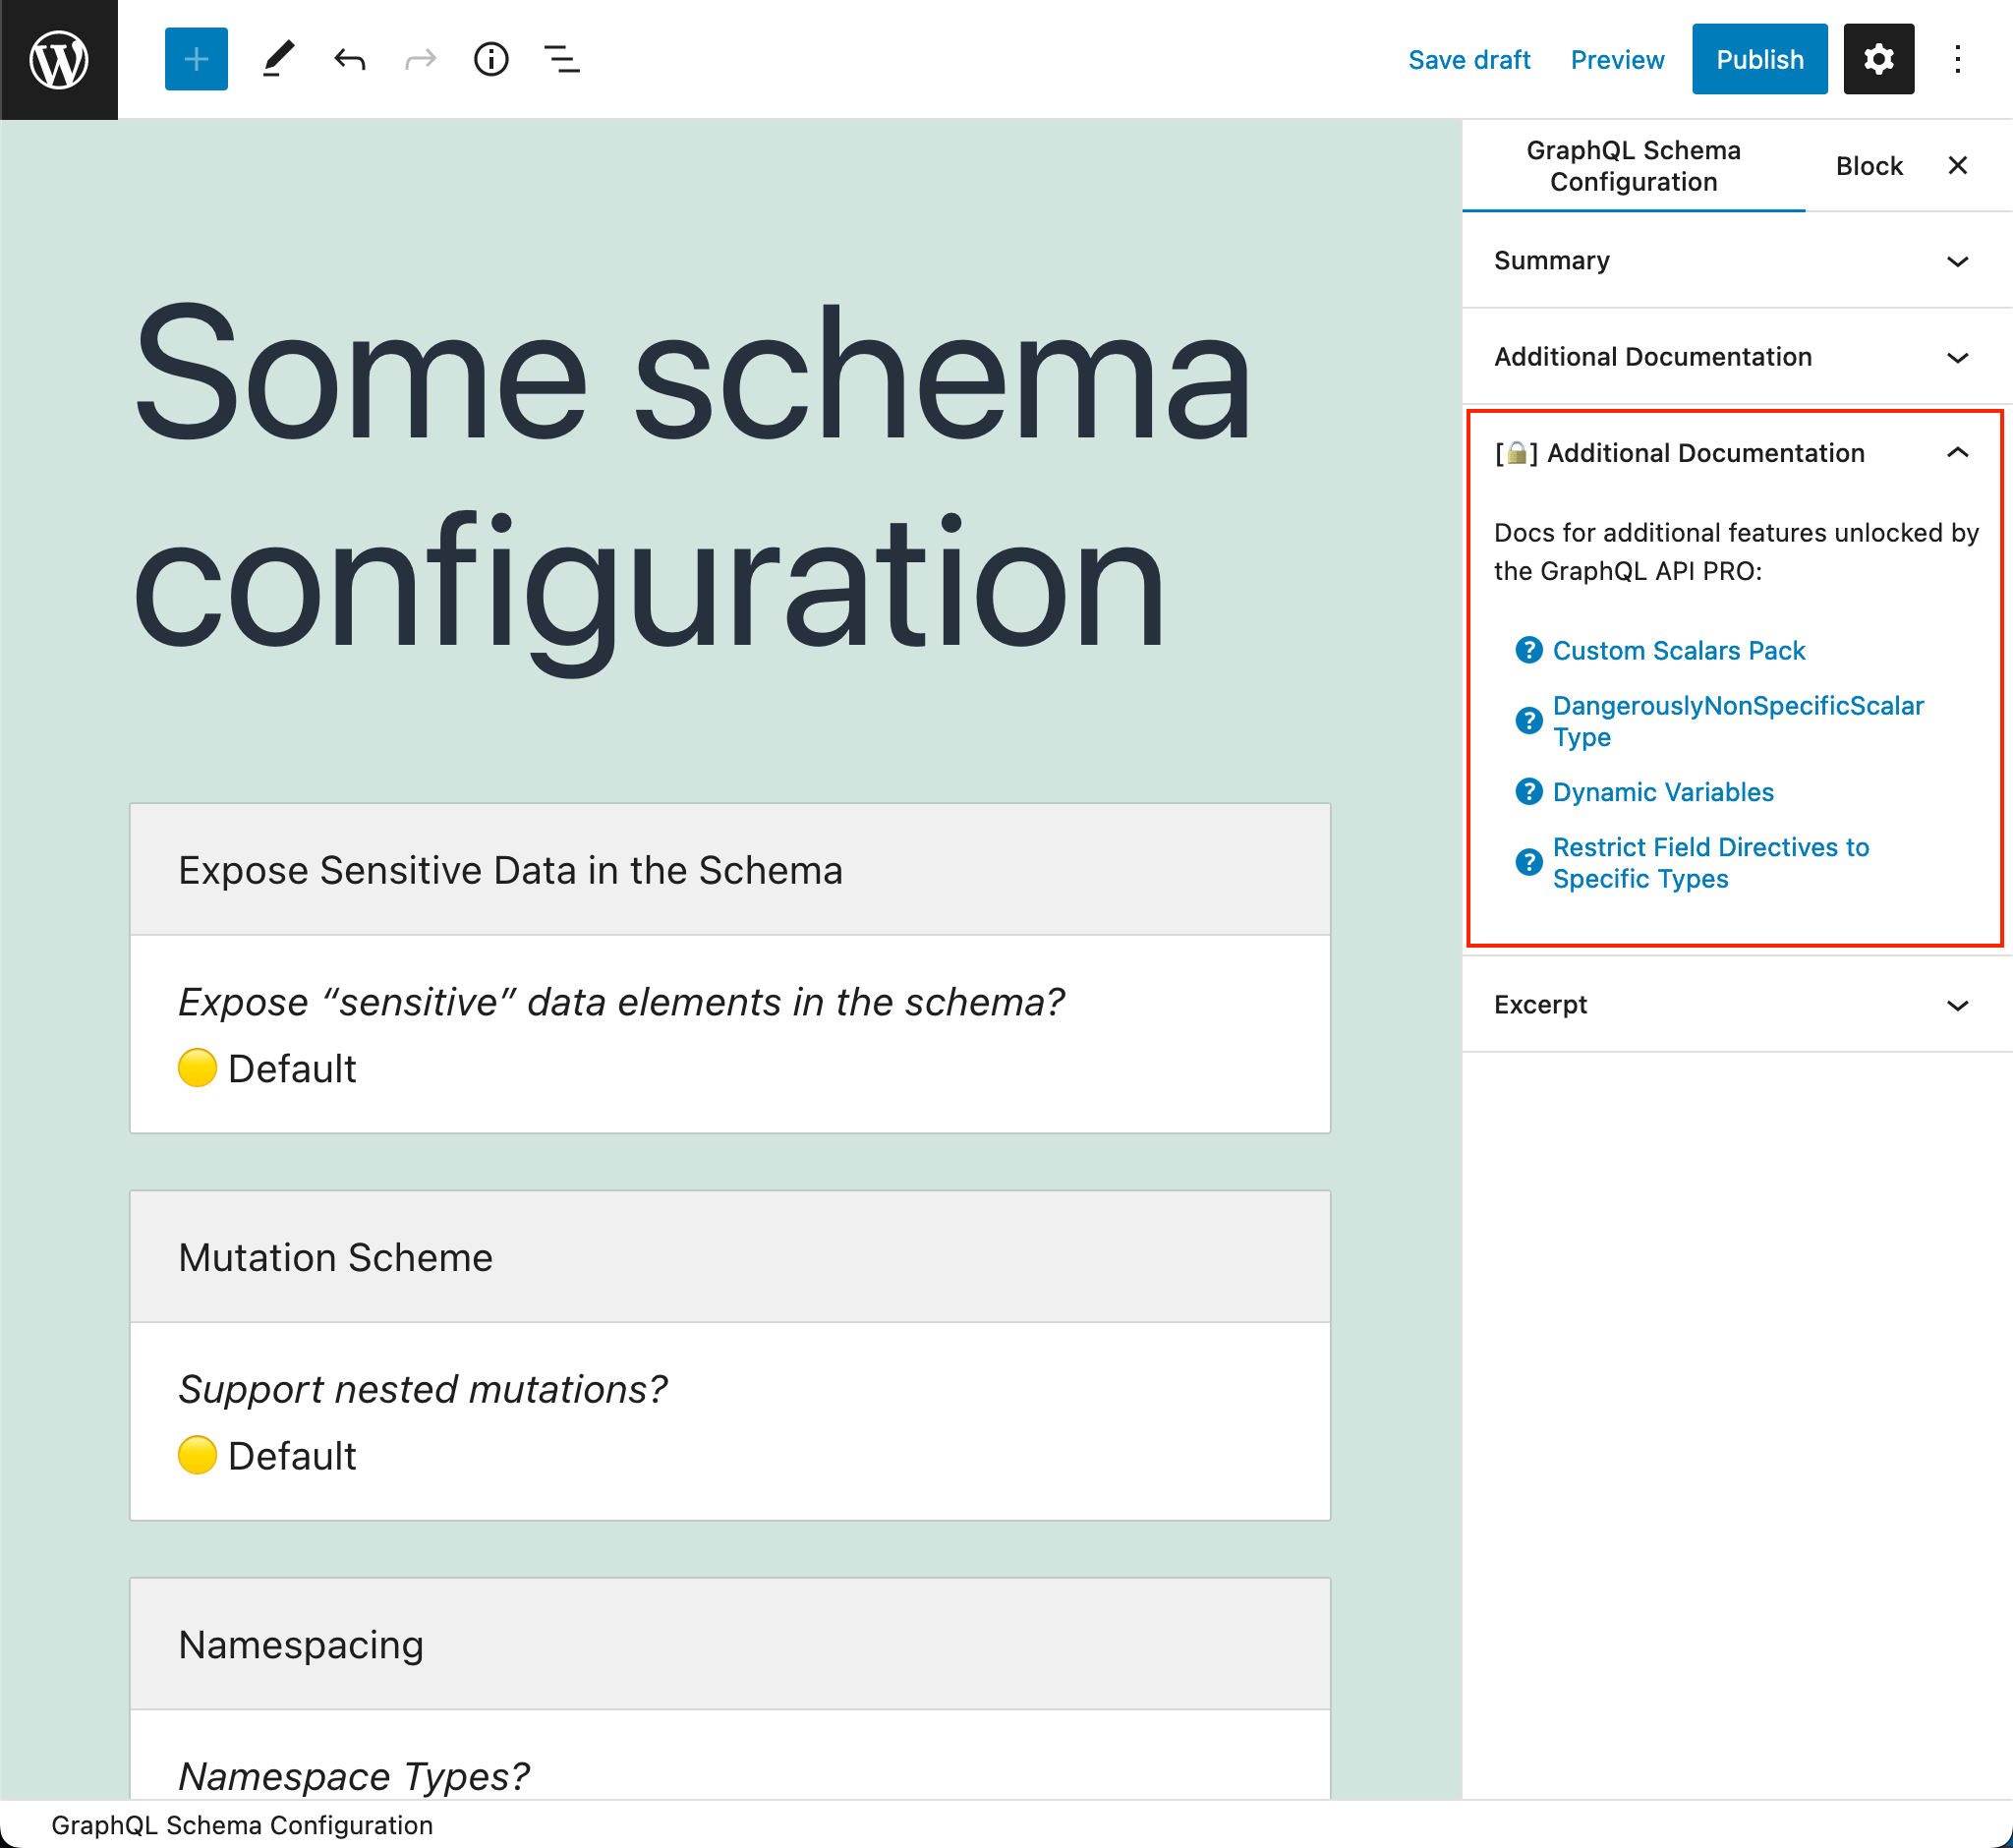 Save draft Preview Publish
Some schema
configuration
Expose Sensitive Data in the Schema
Expose “sensitive” data elements in the schema?
Default
Mutation Scheme
Support nested mutations?
Default
Namespacing
Namespace Types?
GraphQL Schema
Configuration
Block
Summary
Additional Documentation
[🔒] Additional Documentation
Docs for additional features unlocked by
the GraphQL API PRO:
Custom Scalars Pack
DangerouslyNonSpecificScalar
Type
Dynamic Variables
Restrict Field Directives to
Specific Types
Excerpt
GraphQL Schema Configuration